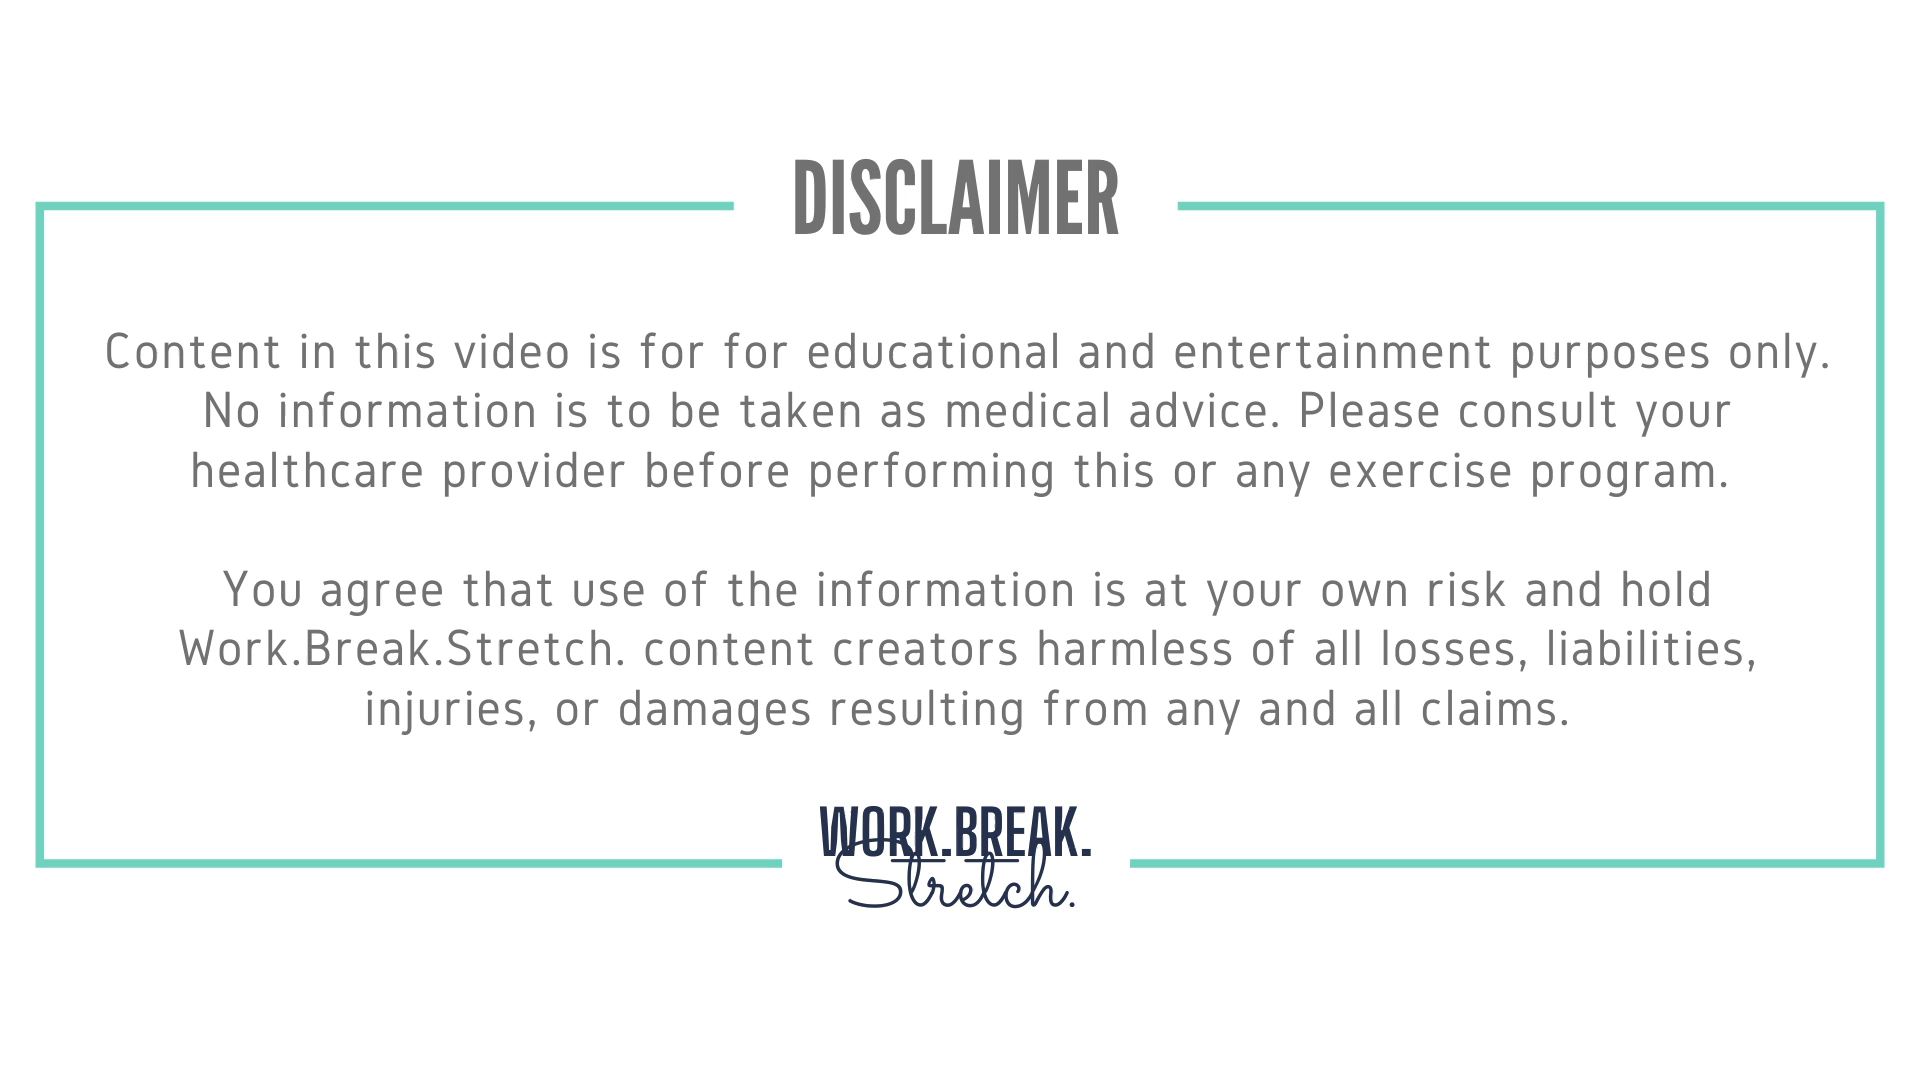 DISCLAIMER
Content in this video is for for educational and entertainment purposes only.
No information is to be taken as medical advice. Please consult your
healthcare provider before performing this or any exercise program.
You agree that use of the information is at your own risk and hold
Work.Break.Stretch. content creators harmless of all losses, liabilities,
injuries, or damages resulting from any and all claims.
WORK.BREAK.
Stretch.